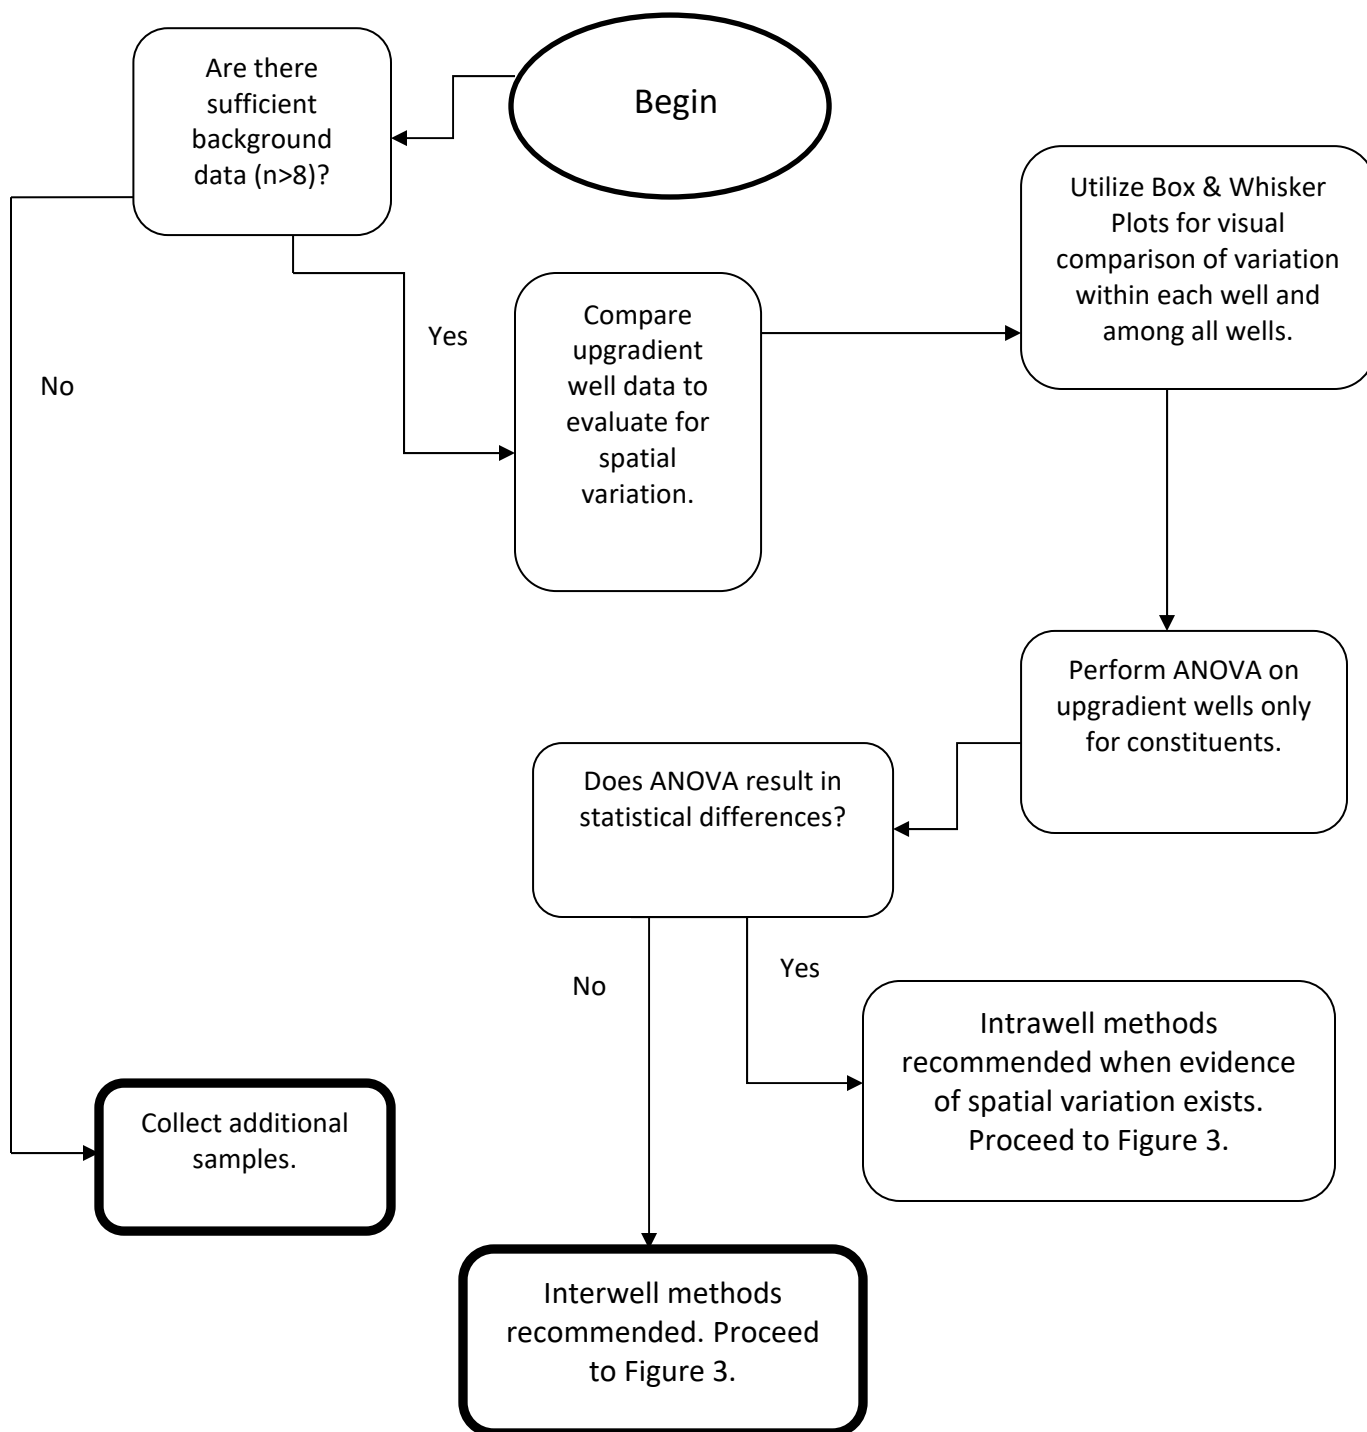 Begin
Are there
sufficient
background
data (n>8)?
Yes
No
Compare
upgradient
well data to
evaluate for
spatial
variation.
Utilize Box & Whisker
Plots for visual
comparison of variation
within each well and
among all wells.
Perform ANOVA on
upgradient wells only
for constituents.
Does ANOVA result in
statistical differences?
No
Yes
Intrawell methods
recommended when evidence
of spatial variation exists.
Proceed to Figure 3.
Collect additional
samples.
Interwell methods
recommended. Proceed
to Figure 3.